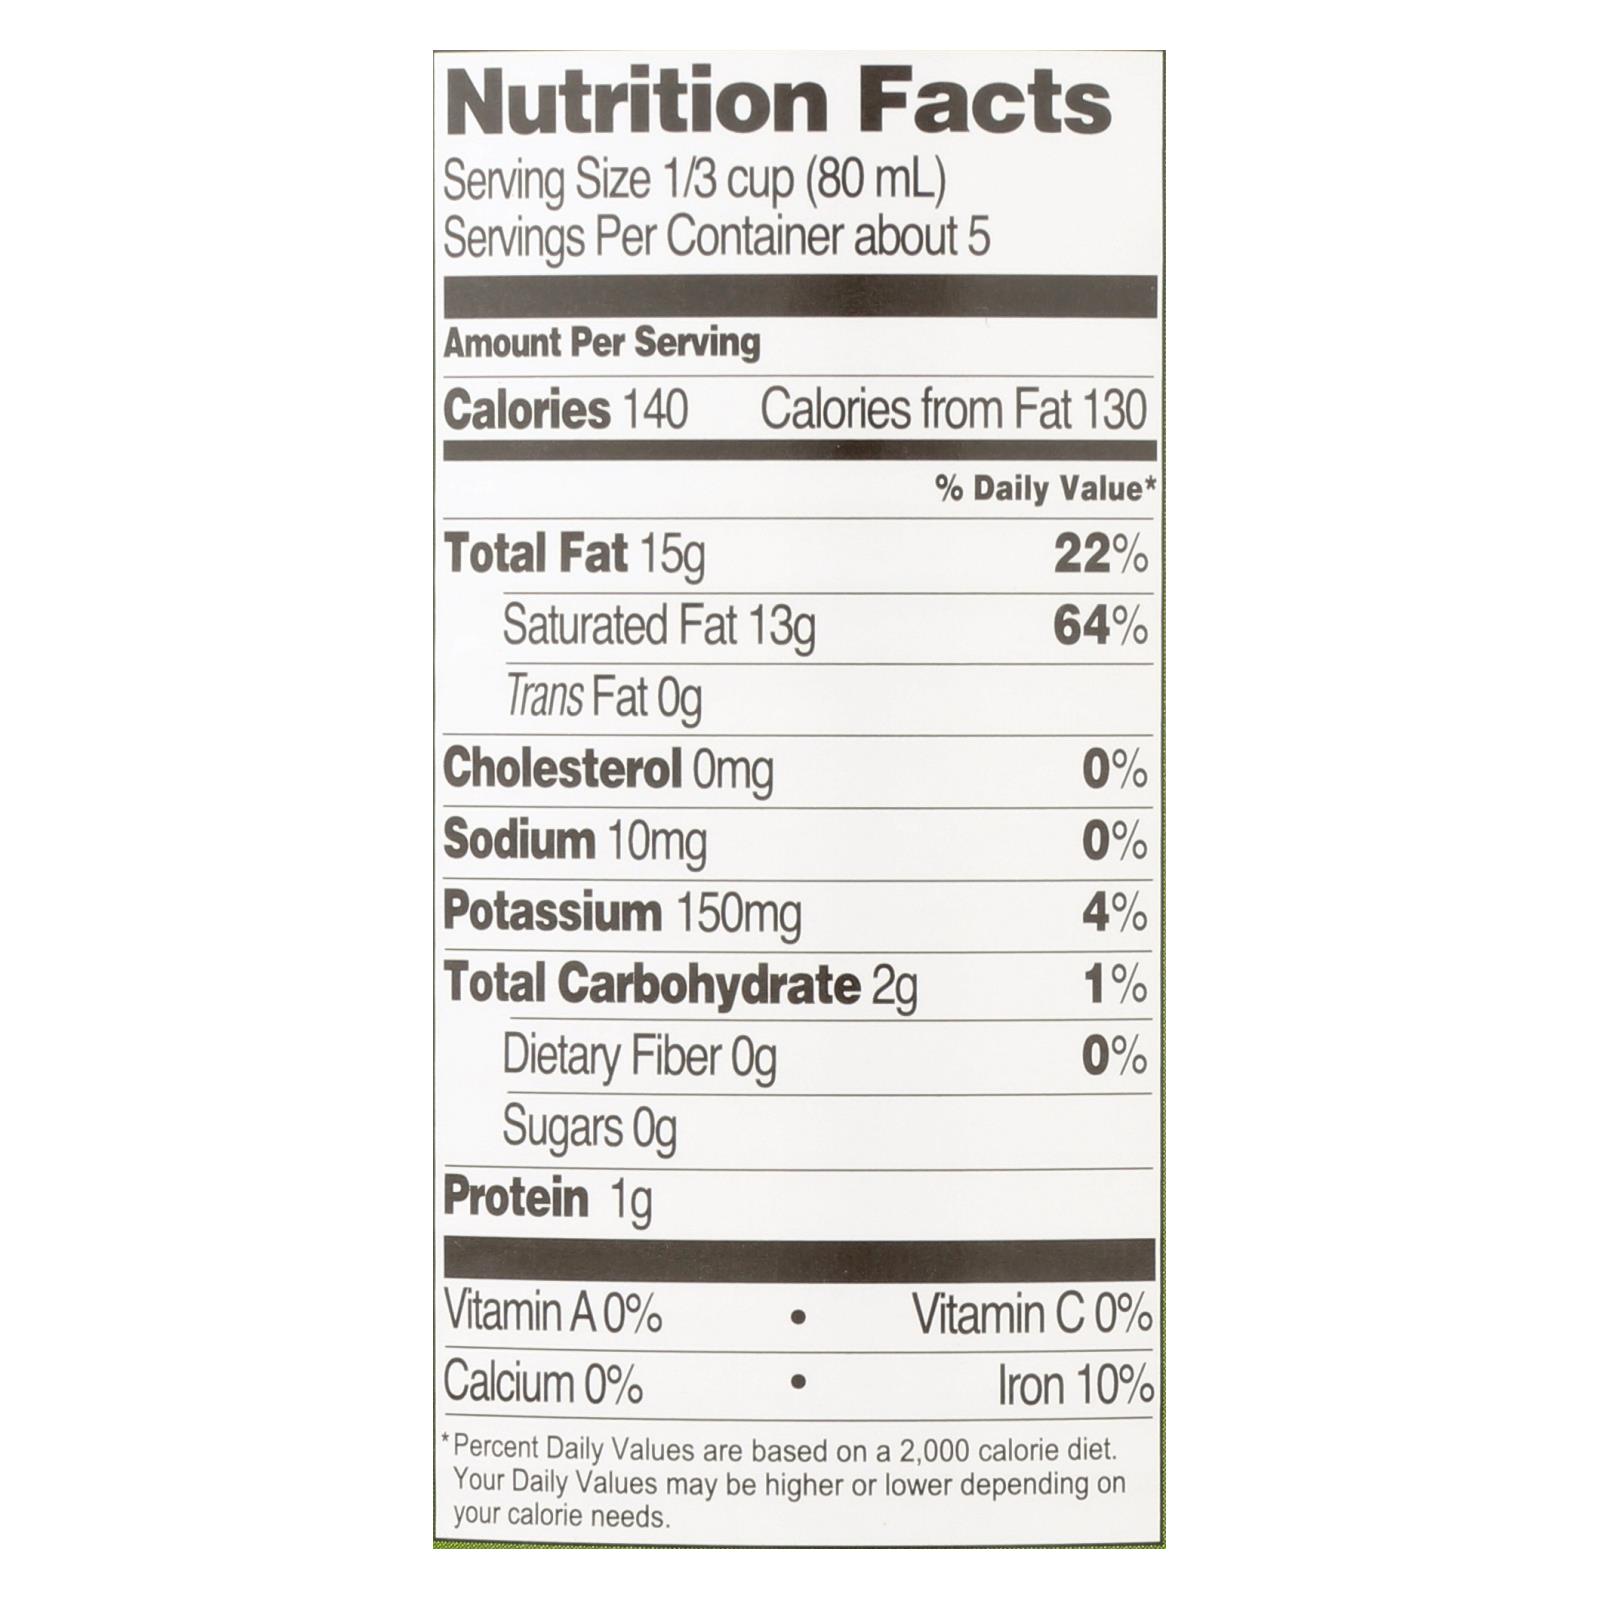 Nutrition Facts
Serving Size 1/3 cup (80 mL)
Servings Per Container about 5
Amount Per Serving
Calories 140 Calories from Fat 130
% Daily Value*
Total Fat 15g 22%
Saturated Fat 13g 64%
Trans Fat 0g
Cholesterol 0mg 0%
Sodium 10mg 0%
Potassium 150mg 4%
Total Carbohydrate 2g 1%
Dietary Fiber 0g 0%
Sugars 0g
Protein 1g
Vitamin A 0% • Vitamin C 0%
Calcium 0% • Iron 10%
*Percent Daily Values are based on a 2,000 calorie diet.
Your Daily Values may be higher or lower depending on
your calorie needs.